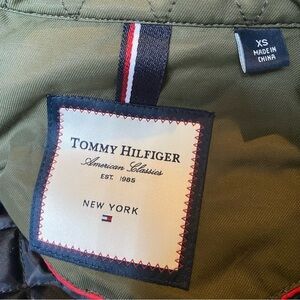 XS
MADE IN
CHINA
TOMMY HILFIGER
American Classics
EST. 1985
NEW YORK